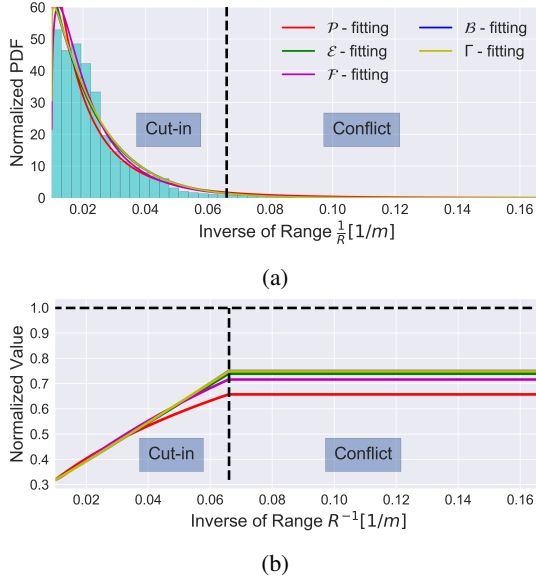 60
50
40
30
20
10
0
Normalized PDF
𝒫 - fitting
ℰ - fitting
ℱ - fitting
ℬ - fitting
Γ - fitting
Cut-in
Conflict
0.02 0.04 0.06 0.08 0.10 0.12 0.14 0.16
Inverse of Range 1/R [1/m]
(a)
1.0
0.9
0.8
0.7
0.6
0.5
0.4
0.3
Normalized Value
Cut-in
Conflict
0.02 0.04 0.06 0.08 0.10 0.12 0.14 0.16
Inverse of Range R⁻¹[1/m]
(b)